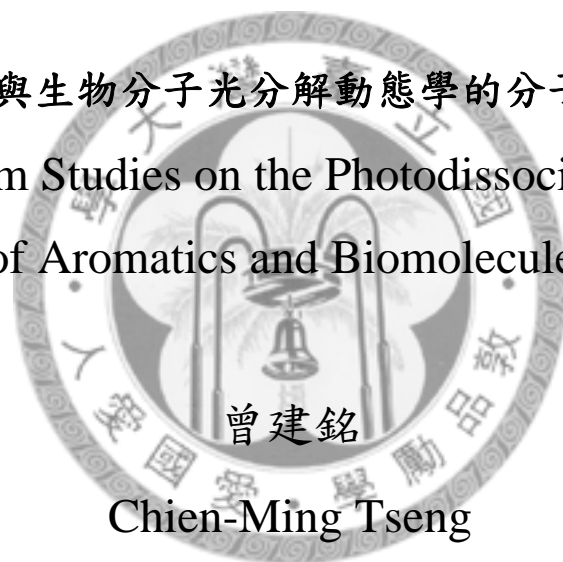 與生物分子光分解動態學的分子
m Studies on the Photodissoci
of Aromatics and Biomolecule
曾建銘
Chien-Ming Tseng